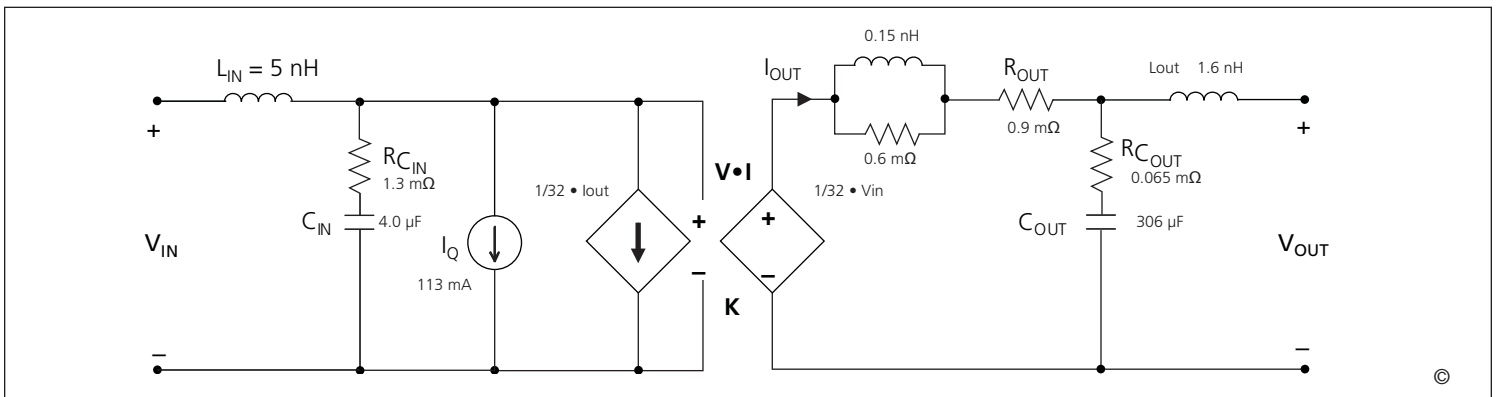 L_IN = 5 nH
+
−
V_IN
R_C_IN
1.3 mΩ
C_IN
4.0 µF
I_Q
113 mA
1/32 • Iout
V•I
+
−
K
1/32 • Vin
+
−
I_OUT
0.15 nH
0.6 mΩ
R_OUT
0.9 mΩ
R_C_OUT
0.065 mΩ
C_OUT
306 µF
Lout 1.6 nH
+
−
V_OUT
©